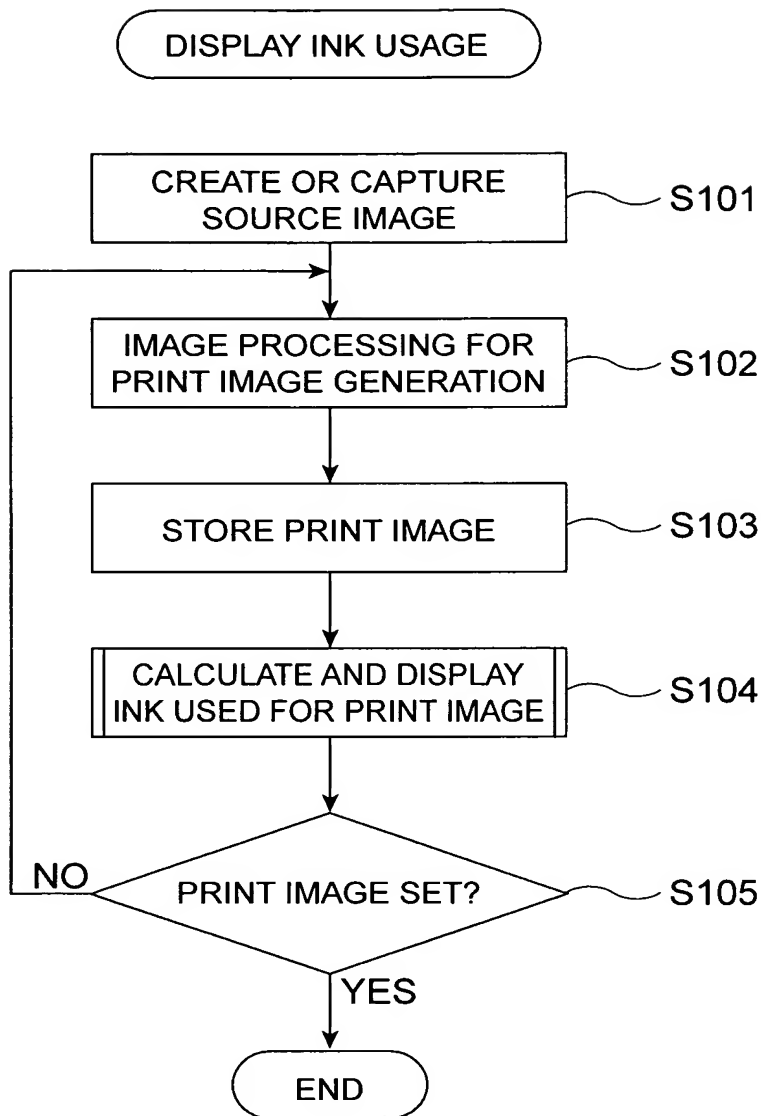 DISPLAY INK USAGE
CREATE OR CAPTURE
SOURCE IMAGE
S101
IMAGE PROCESSING FOR
PRINT IMAGE GENERATION
S102
STORE PRINT IMAGE
S103
CALCULATE AND DISPLAY
INK USED FOR PRINT IMAGE
S104
NO
PRINT IMAGE SET?
S105
YES
END